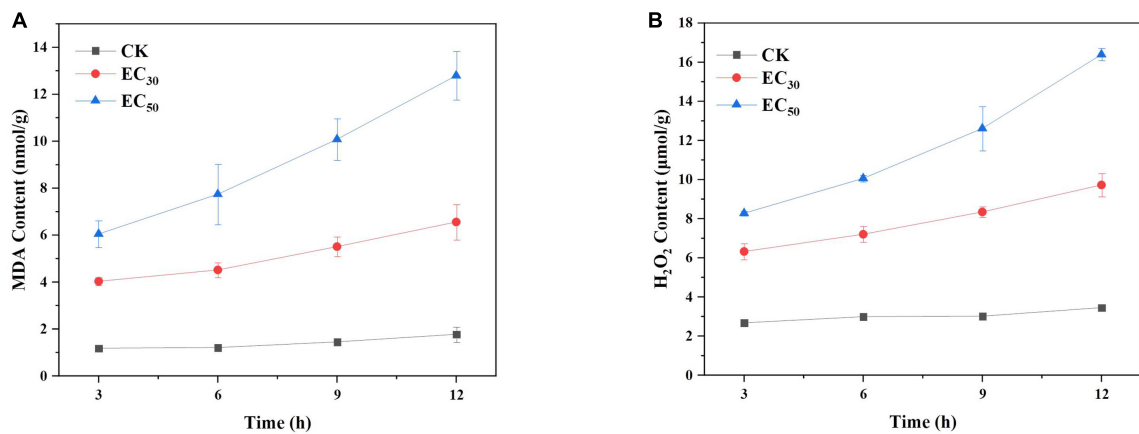 A
MDA Content (nmol/g)
14
12
10
8
6
4
2
0
CK
EC₃₀
EC₅₀
3
6
9
12
Time (h)
B
H₂O₂ Content (μmol/g)
18
16
14
12
10
8
6
4
2
0
CK
EC₃₀
EC₅₀
3
6
9
12
Time (h)